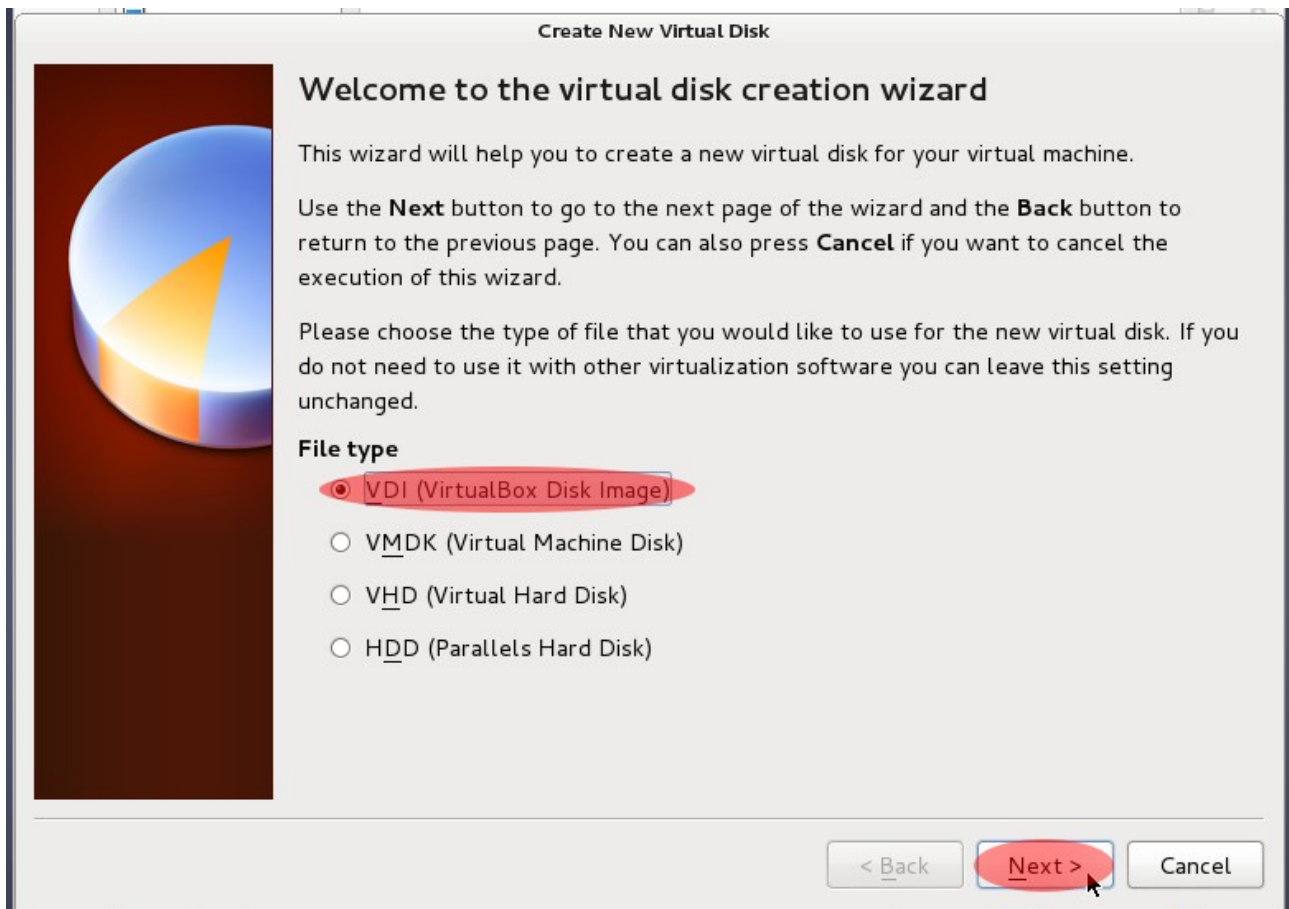 Create New Virtual Disk
Welcome to the virtual disk creation wizard
This wizard will help you to create a new virtual disk for your virtual machine.
Use the Next button to go to the next page of the wizard and the Back button to
return to the previous page. You can also press Cancel if you want to cancel the
execution of this wizard.
Please choose the type of file that you would like to use for the new virtual disk. If you
do not need to use it with other virtualization software you can leave this setting
unchanged.
File type
VDI (VirtualBox Disk Image)
VMDK (Virtual Machine Disk)
VHD (Virtual Hard Disk)
HDD (Parallels Hard Disk)
< Back Next > Cancel